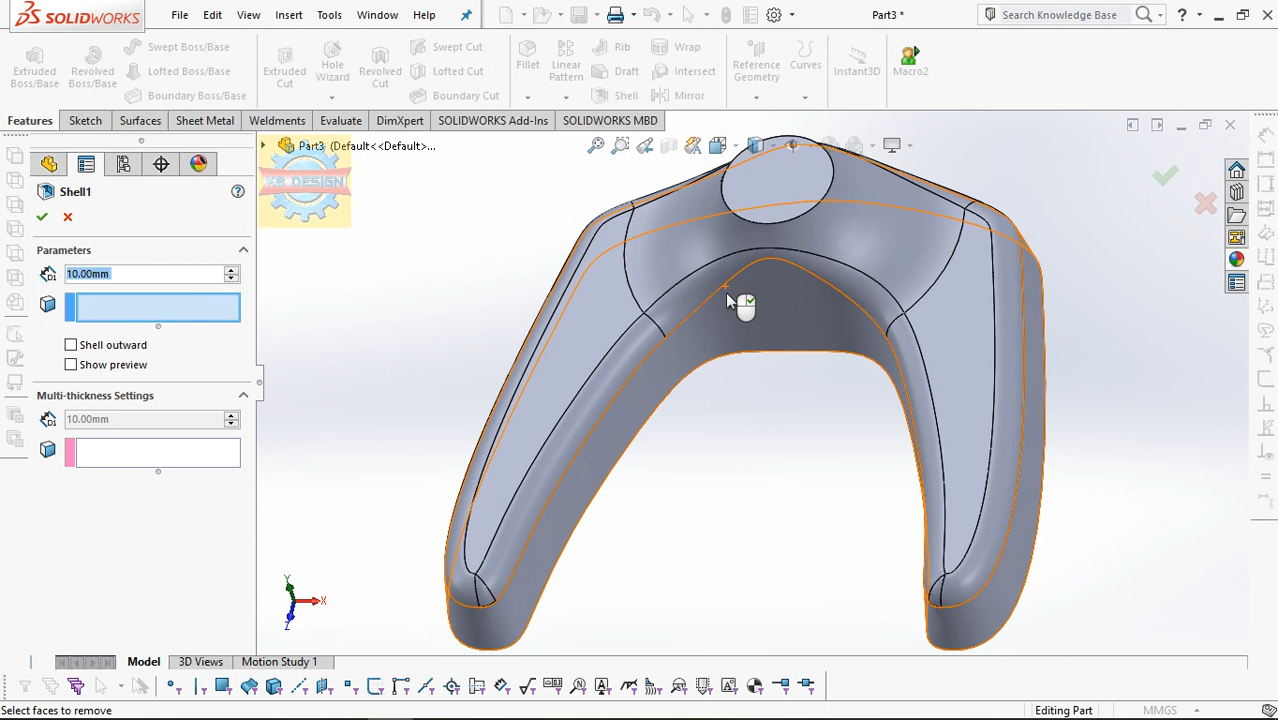 SOLIDWORKS File Edit View Insert Tools Window Help Part3 * Search Knowledge Base ?
Extruded Boss/Base Revolved Boss/Base Swept Boss/Base Lofted Boss/Base Boundary Boss/Base Extruded Cut Hole Wizard Revolved Cut Swept Cut Lofted Cut Boundary Cut Fillet Linear Pattern Rib Draft Shell Wrap Intersect Mirror Reference Geometry Curves Instant3D Macro2
Features Sketch Surfaces Sheet Metal Weldments Evaluate DimXpert SOLIDWORKS Add-Ins SOLIDWORKS MBD
Part3 (Default<<Default>...
KB DESIGN
Shell1 ?
Parameters
10.00mm
Shell outward
Show preview
Multi-thickness Settings
10.00mm
Y
X
Z
Model 3D Views Motion Study 1
Select faces to remove Editing Part MMGS